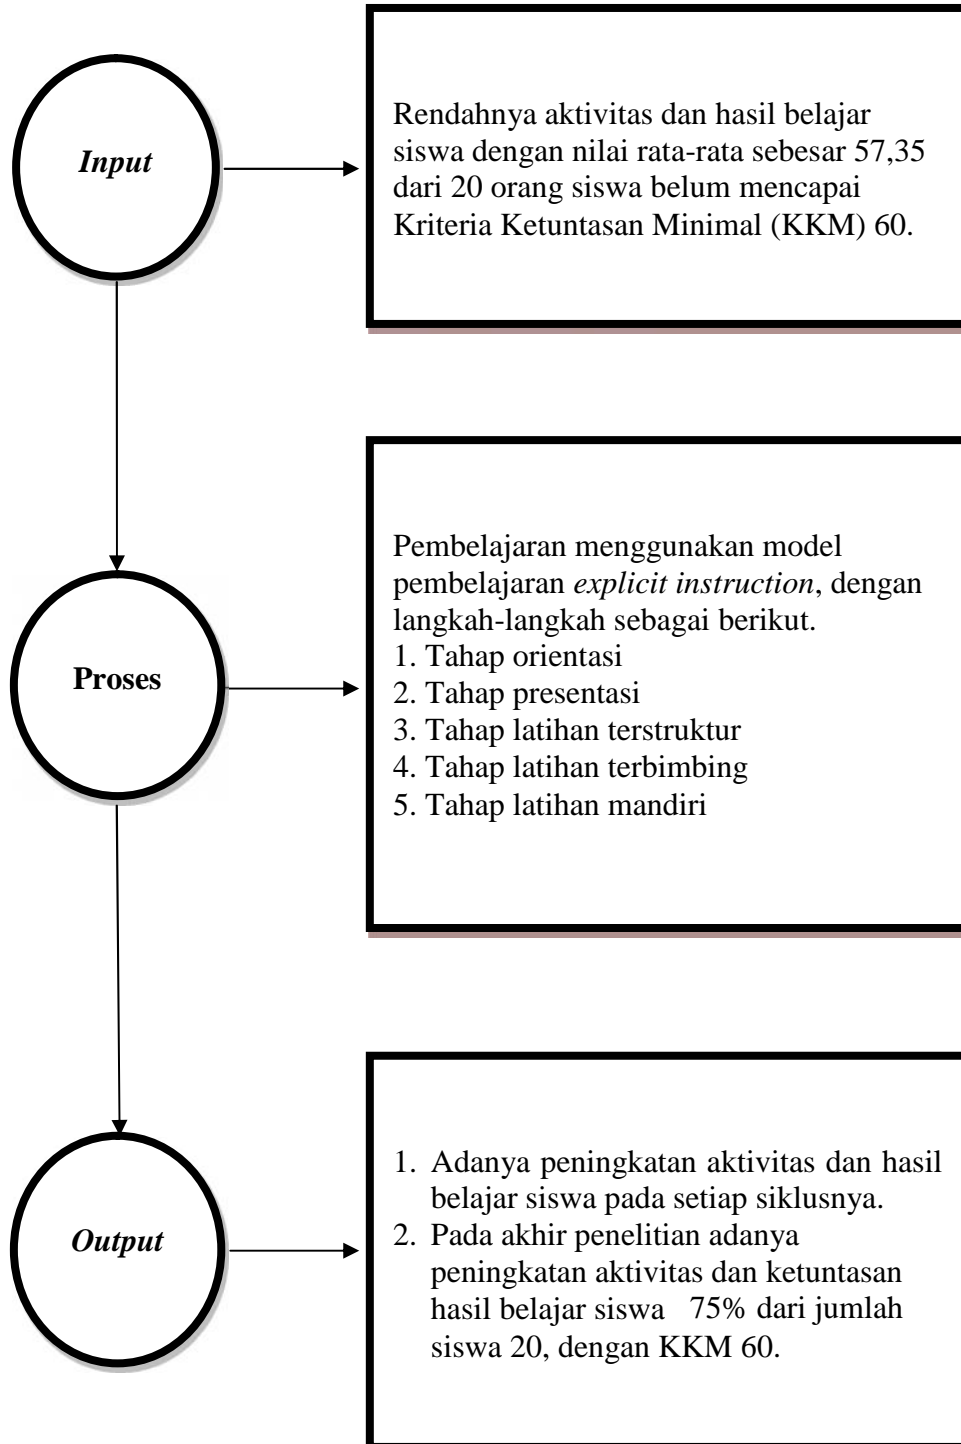 Input
Rendahnya aktivitas dan hasil belajar
siswa dengan nilai rata-rata sebesar 57,35
dari 20 orang siswa belum mencapai
Kriteria Ketuntasan Minimal (KKM) 60.
Proses
Pembelajaran menggunakan model
pembelajaran explicit instruction, dengan
langkah-langkah sebagai berikut.
1. Tahap orientasi
2. Tahap presentasi
3. Tahap latihan terstruktur
4. Tahap latihan terbimbing
5. Tahap latihan mandiri
Output
1. Adanya peningkatan aktivitas dan hasil
belajar siswa pada setiap siklusnya.
2. Pada akhir penelitian adanya
peningkatan aktivitas dan ketuntasan
hasil belajar siswa 75% dari jumlah
siswa 20, dengan KKM 60.